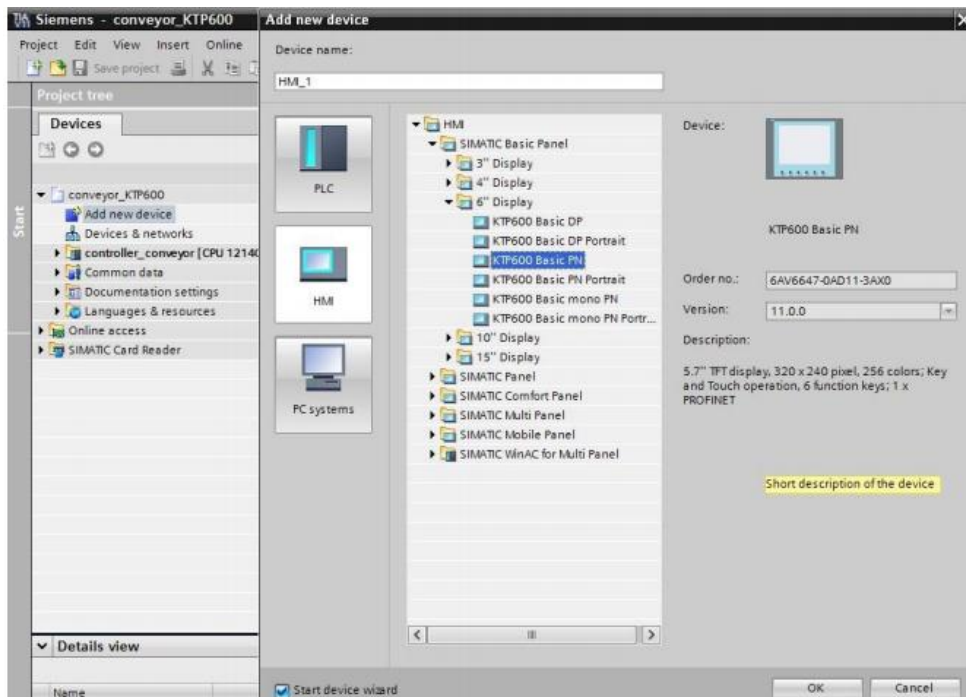 Siemens - conveyor_KTP600
Project Edit View Insert Online
Save project
Project tree
Devices
Start
conveyor_KTP600
Add new device
Devices & networks
controller_conveyor [CPU 1214C
Common data
Documentation settings
Languages & resources
Online access
SIMATIC Card Reader
Details view
Name
Add new device
Device name:
HMI_1
PLC
HMI
PC systems
HMI
SIMATIC Basic Panel
3" Display
4" Display
6" Display
KTP600 Basic DP
KTP600 Basic DP Portrait
KTP600 Basic PN
KTP600 Basic PN Portrait
KTP600 Basic mono PN
KTP600 Basic mono PN Portr...
10" Display
15" Display
SIMATIC Panel
SIMATIC Comfort Panel
SIMATIC Multi Panel
SIMATIC Mobile Panel
SIMATIC WinAC for Multi Panel
Device:
KTP600 Basic PN
Order no.: 6AV6647-0AD11-3AX0
Version: 11.0.0
Description:
5.7" TFT display, 320 x 240 pixel, 256 colors; Key
and Touch operation, 6 function keys; 1 x
PROFINET
Short description of the device
Start device wizard
OK Cancel